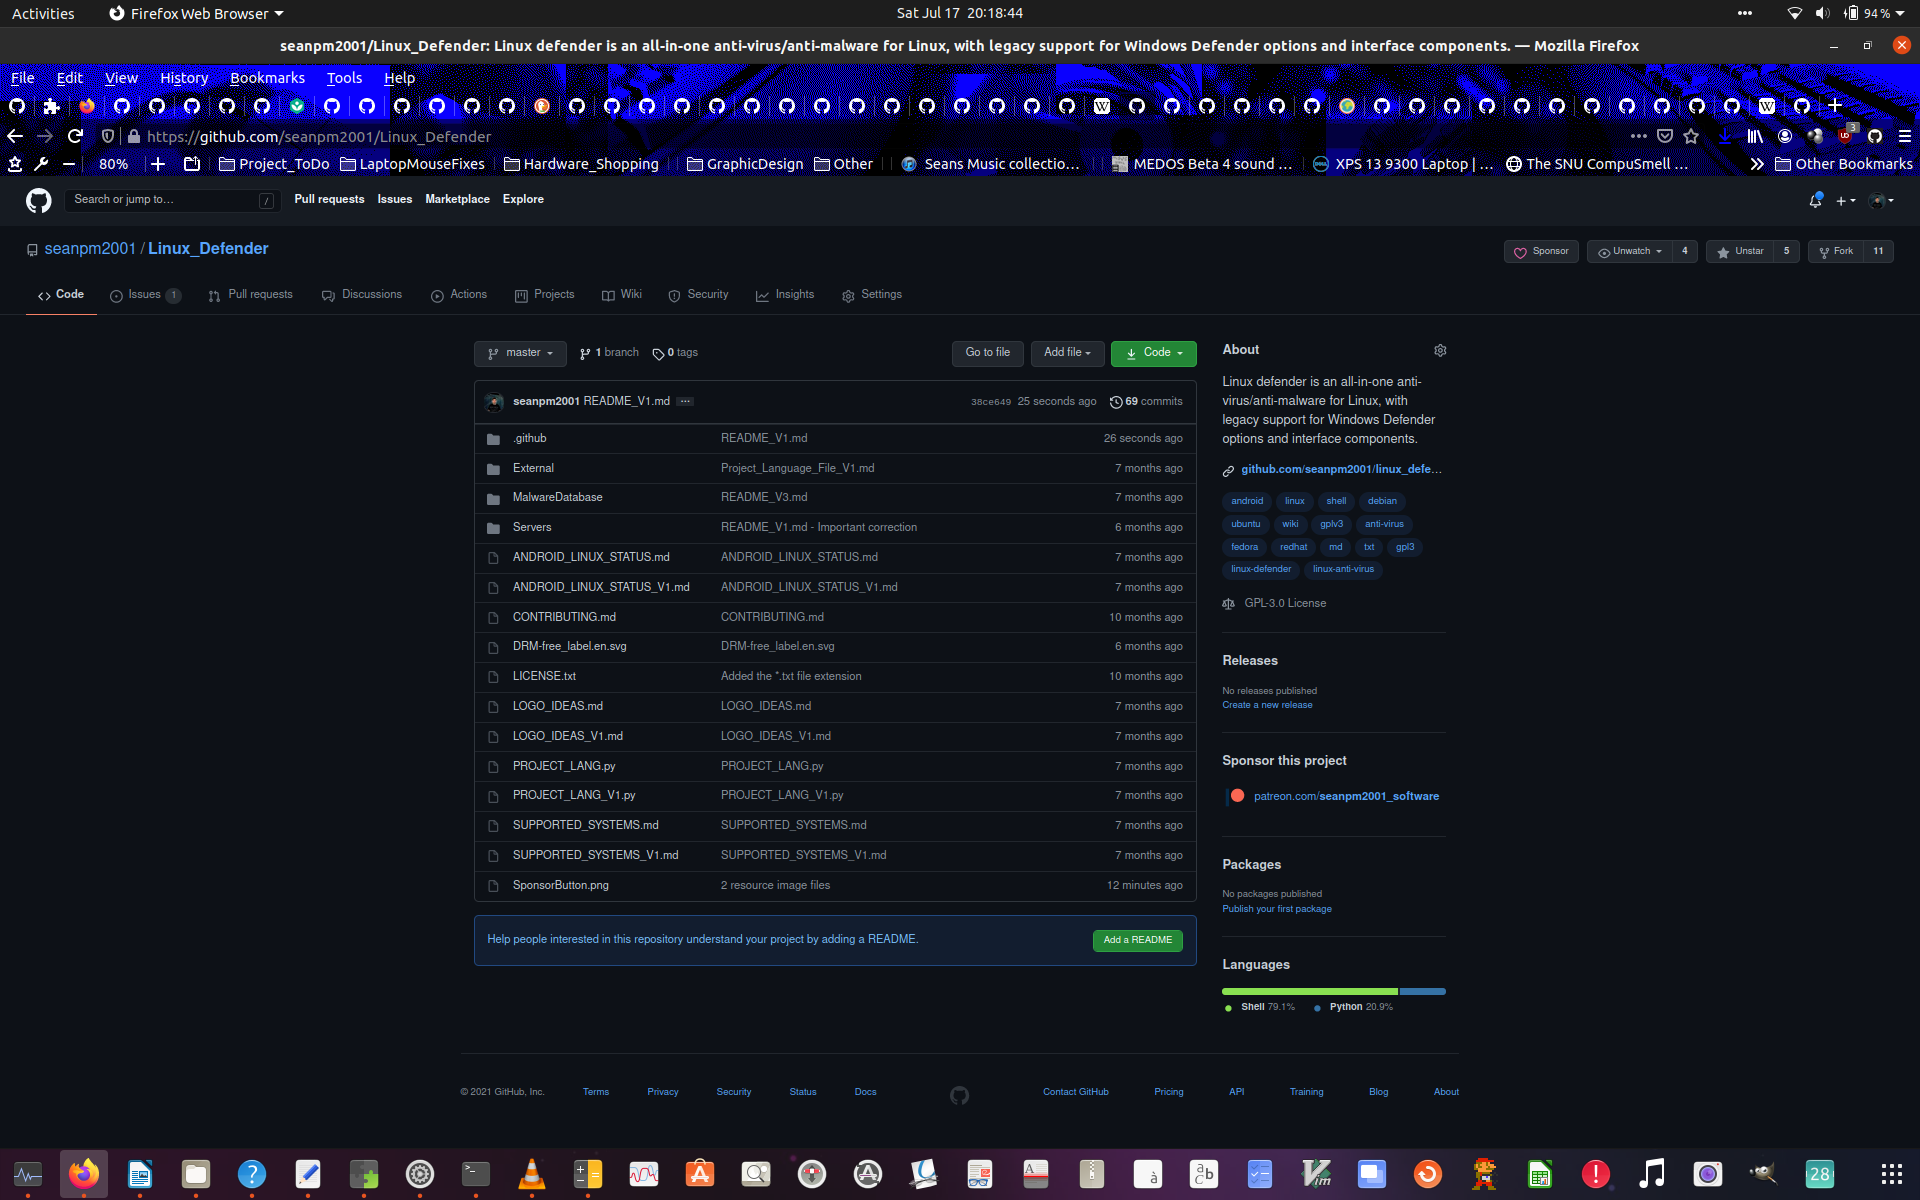 Activities Firefox Web Browser Sat Jul 17 20:18:44 94 %
seanpm2001/Linux_Defender: Linux defender is an all-in-one anti-virus/anti-malware for Linux, with legacy support for Windows Defender options and interface components. — Mozilla Firefox
File Edit View History Bookmarks Tools Help
https://github.com/seanpm2001/Linux_Defender 3
80% Project_ToDo LaptopMouseFixes Hardware_Shopping GraphicDesign Other Seans Music collectio… MEDOS Beta 4 sound … XPS 13 9300 Laptop | … The SNU CompuSmell … Other Bookmarks
Search or jump to… / Pull requests Issues Marketplace Explore
seanpm2001 / Linux_Defender Sponsor Unwatch 4 Unstar 5 Fork 11
Code Issues 1 Pull requests Discussions Actions Projects Wiki Security Insights Settings
master 1 branch 0 tags Go to file Add file Code
seanpm2001 README_V1.md ... 38ce649 25 seconds ago 69 commits
.github README_V1.md 26 seconds ago
External Project_Language_File_V1.md 7 months ago
MalwareDatabase README_V3.md 7 months ago
Servers README_V1.md - Important correction 6 months ago
ANDROID_LINUX_STATUS.md ANDROID_LINUX_STATUS.md 7 months ago
ANDROID_LINUX_STATUS_V1.md ANDROID_LINUX_STATUS_V1.md 7 months ago
CONTRIBUTING.md CONTRIBUTING.md 10 months ago
DRM-free_label.en.svg DRM-free_label.en.svg 6 months ago
LICENSE.txt Added the *.txt file extension 10 months ago
LOGO_IDEAS.md LOGO_IDEAS.md 7 months ago
LOGO_IDEAS_V1.md LOGO_IDEAS_V1.md 7 months ago
PROJECT_LANG.py PROJECT_LANG.py 7 months ago
PROJECT_LANG_V1.py PROJECT_LANG_V1.py 7 months ago
SUPPORTED_SYSTEMS.md SUPPORTED_SYSTEMS.md 7 months ago
SUPPORTED_SYSTEMS_V1.md SUPPORTED_SYSTEMS_V1.md 7 months ago
SponsorButton.png 2 resource image files 12 minutes ago
Help people interested in this repository understand your project by adding a README. Add a README
About
Linux defender is an all-in-one anti-
virus/anti-malware for Linux, with
legacy support for Windows Defender
options and interface components.
github.com/seanpm2001/linux_defe…
android linux shell debian
ubuntu wiki gplv3 anti-virus
fedora redhat md txt gpl3
linux-defender linux-anti-virus
GPL-3.0 License
Releases
No releases published
Create a new release
Sponsor this project
patreon.com/seanpm2001_software
Packages
No packages published
Publish your first package
Languages
Shell 79.1% Python 20.9%
© 2021 GitHub, Inc. Terms Privacy Security Status Docs Contact GitHub Pricing API Training Blog About
28